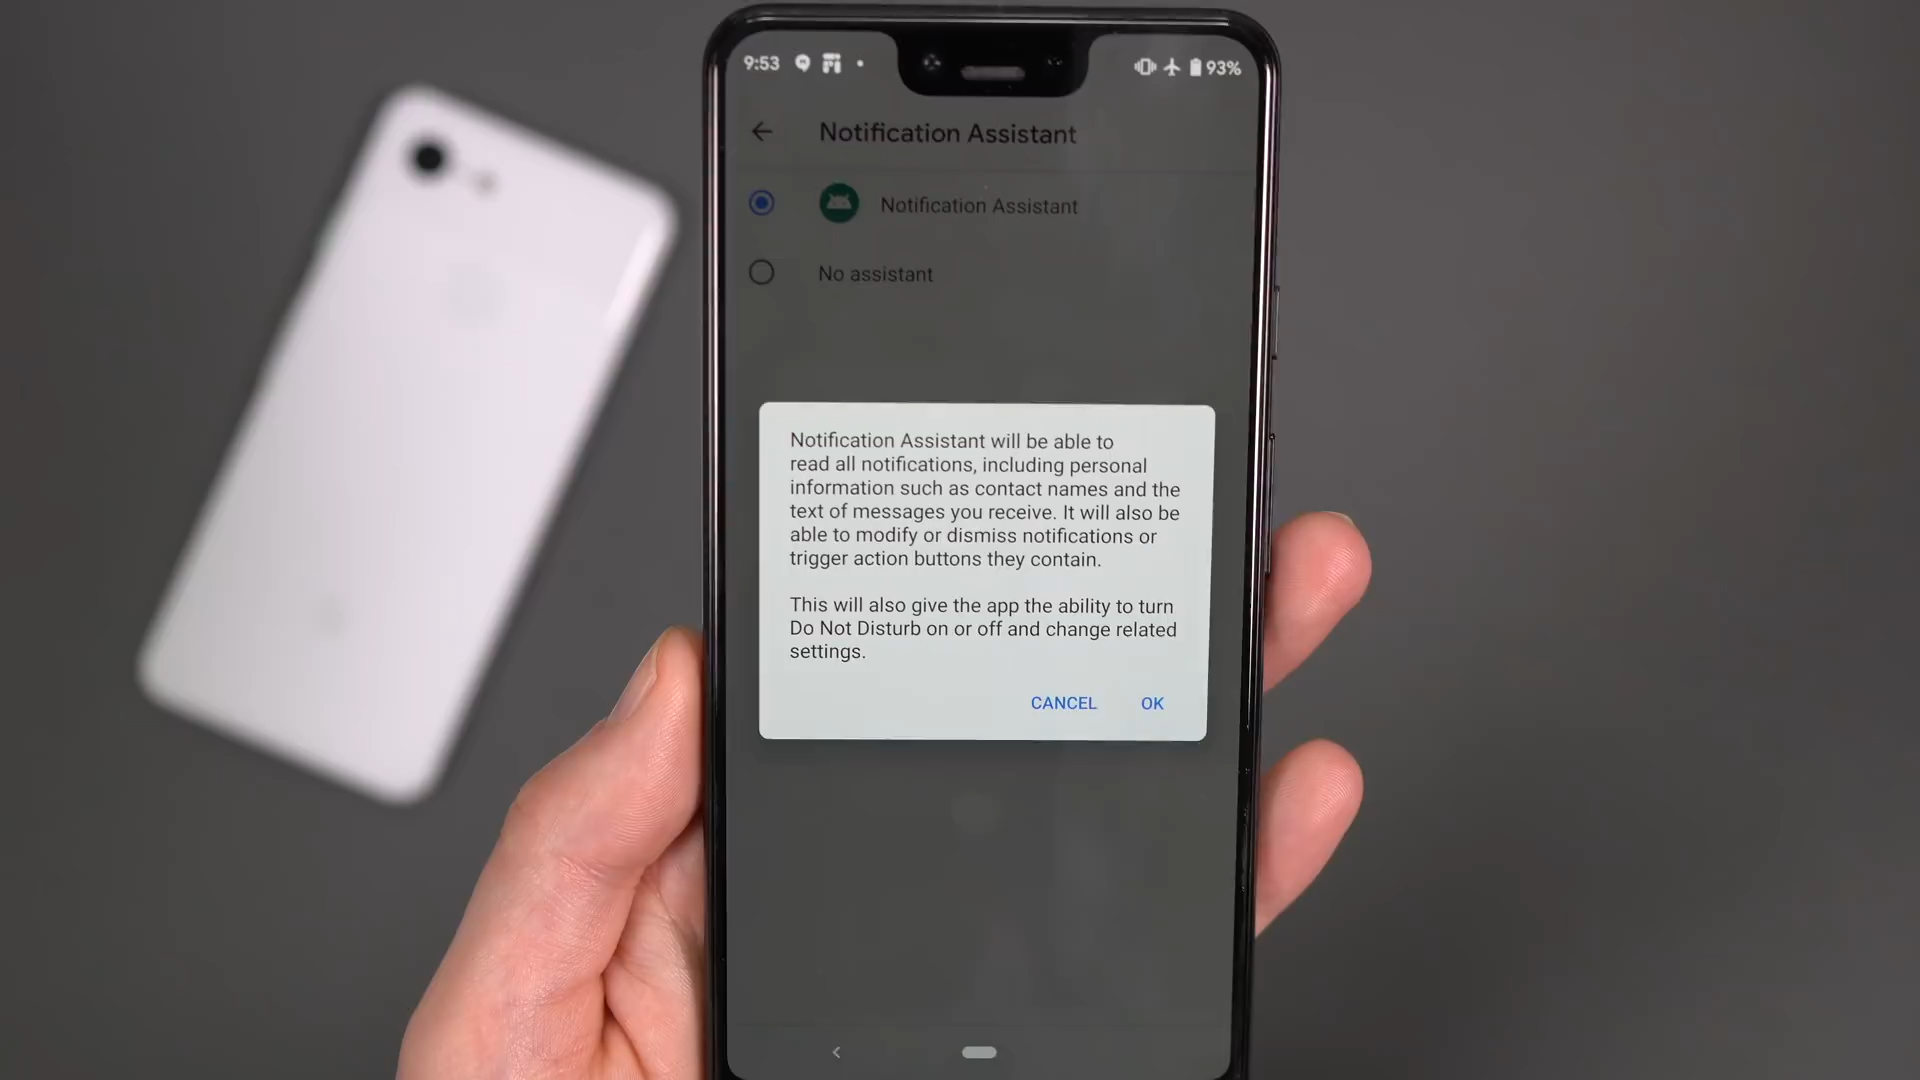 9:53
93%
Notification Assistant
Notification Assistant
No assistant
Notification Assistant will be able to
read all notifications, including personal
information such as contact names and the
text of messages you receive. It will also be
able to modify or dismiss notifications or
trigger action buttons they contain.
This will also give the app the ability to turn
Do Not Disturb on or off and change related
settings.
CANCEL OK